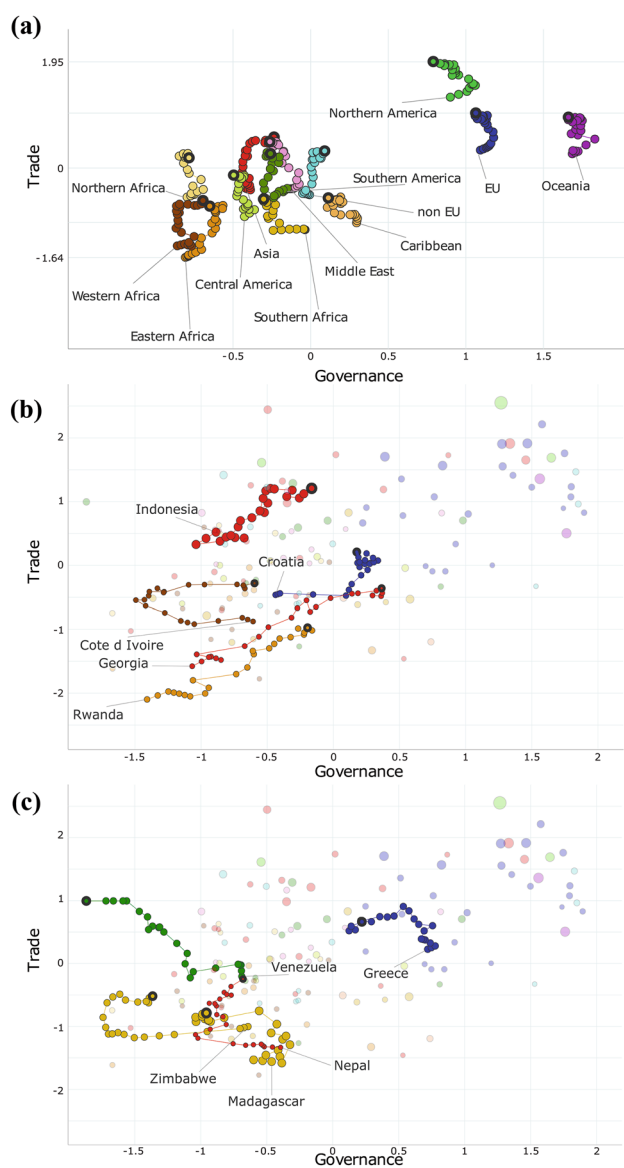 (a)
1.95
0
-1.64
Trade
Northern America
EU
Oceania
Northern Africa
Southern America
non EU
Caribbean
Asia
Middle East
Central America
Western Africa
Southern Africa
Eastern Africa
-0.5
0
0.5
1
1.5
Governance
(b)
2
1
0
-1
-2
Trade
Indonesia
Croatia
Cote d Ivoire
Georgia
Rwanda
-1.5
-1
-0.5
0
0.5
1
1.5
2
Governance
(c)
2
1
0
-1
-2
Trade
Venezuela
Greece
Zimbabwe
Nepal
Madagascar
-1.5
-1
-0.5
0
0.5
1
1.5
2
Governance